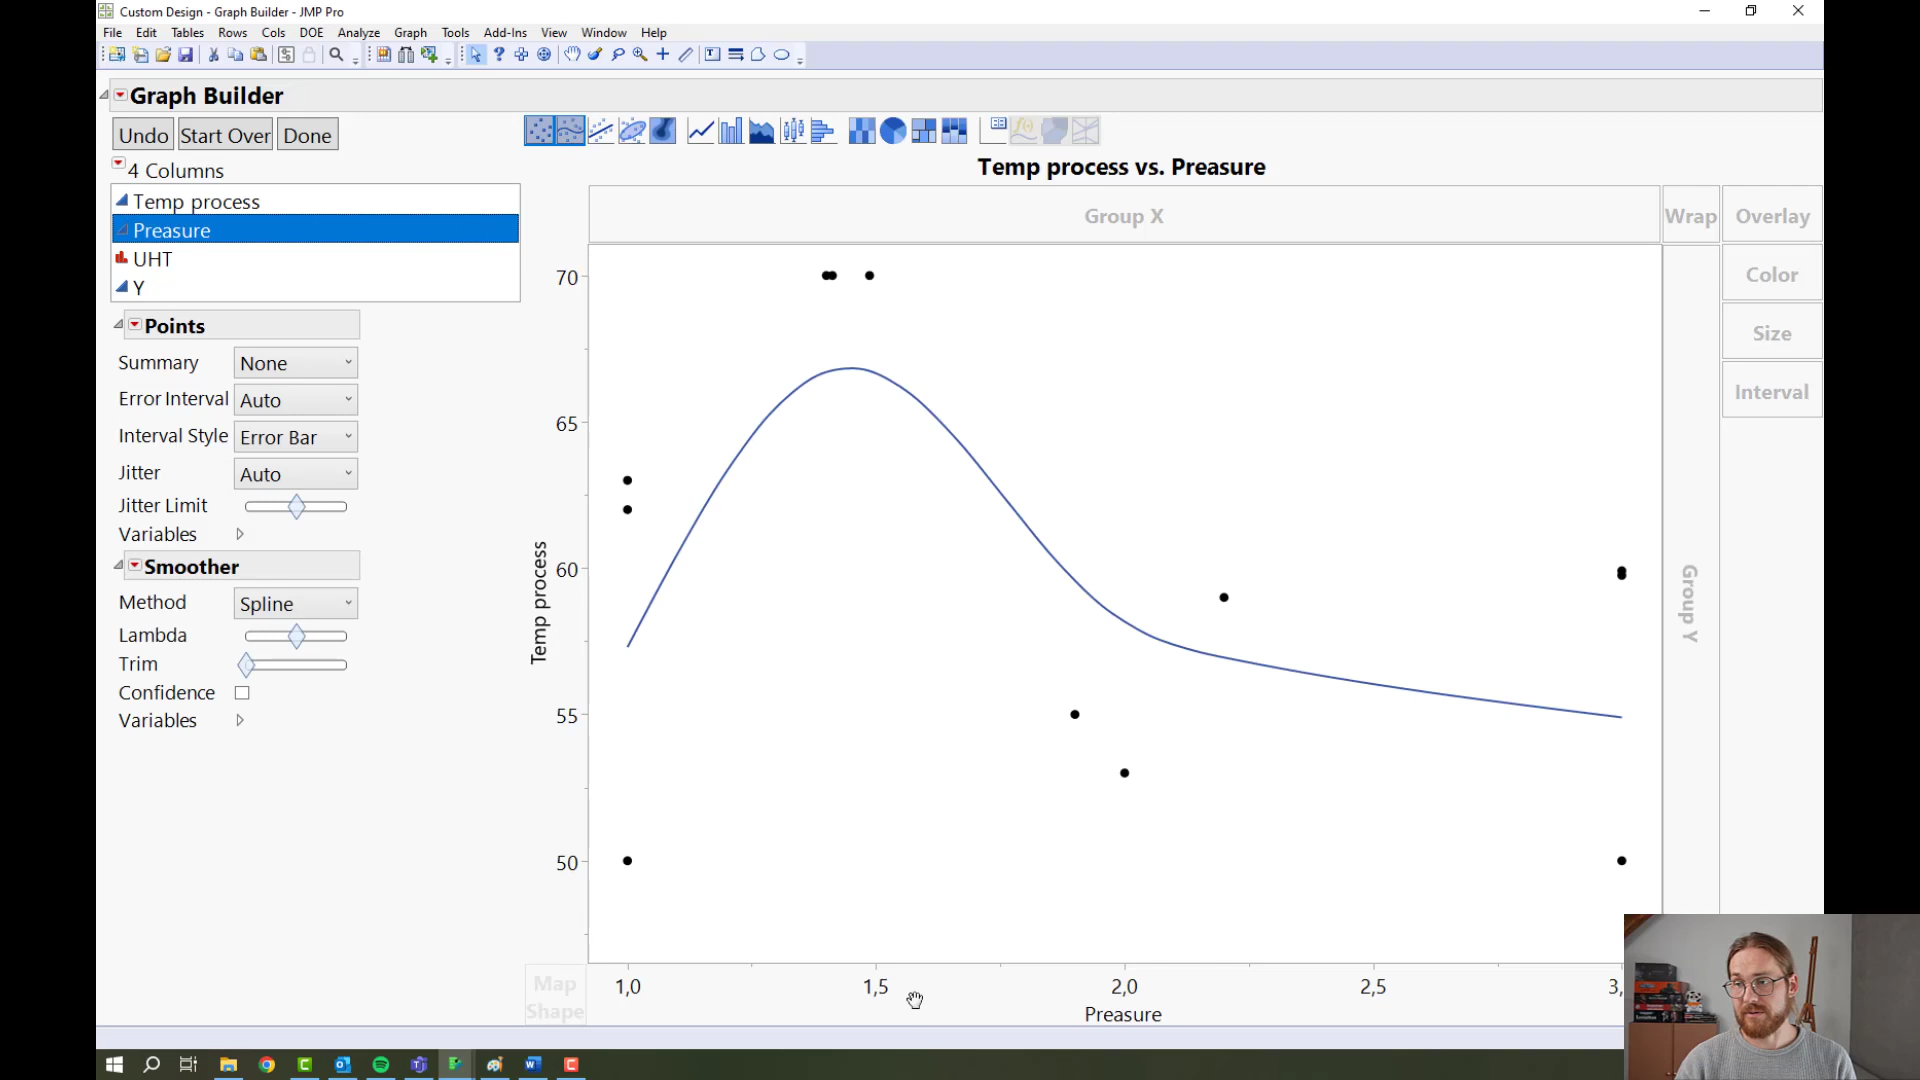 Custom Design - Graph Builder - JMP Pro
File Edit Tables Rows Cols DOE Analyze Graph Tools Add-Ins View Window Help
Graph Builder
Undo Start Over Done
4 Columns
Temp process
Preasure
UHT
Y
Points
Summary None
Error Interval Auto
Interval Style Error Bar
Jitter Auto
Jitter Limit
Variables
Smoother
Method Spline
Lambda
Trim
Confidence
Variables
Temp process vs. Preasure
Group X
Wrap
Overlay
Color
Size
Interval
Group Y
Temp process
70
65
60
55
50
Map
Shape
1,0 1,5 2,0 2,5 3,
Preasure